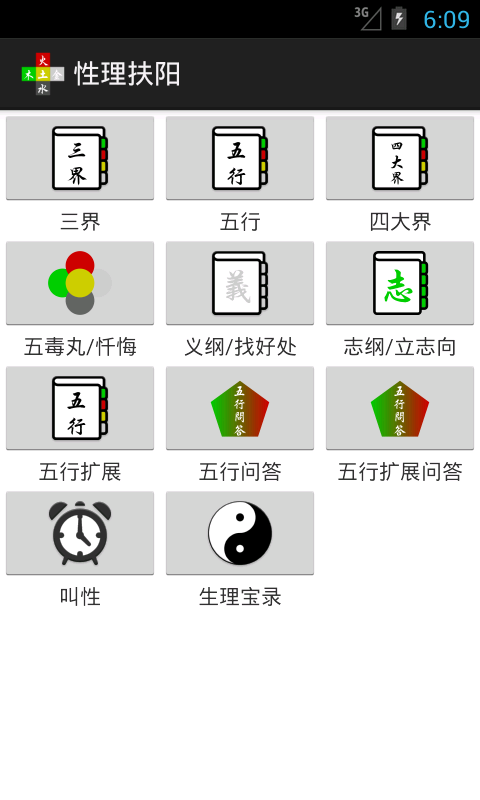 3G 6:09
火
木土金
水
性理扶阳
三界
五行
四大界
三界
五行
四大界
義
志
五毒丸/忏悔
义纲/找好处
志纲/立志向
五行
五行問答
五行問答
五行扩展
五行问答
五行扩展问答
叫性
生理宝录